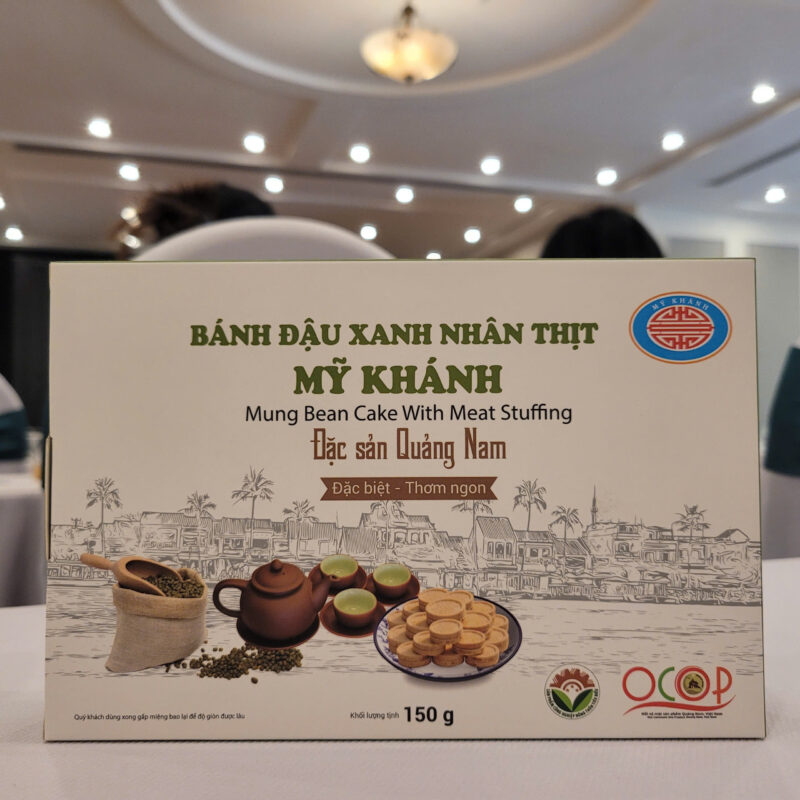 BÁNH ĐẬU XANH NHÂN THỊT
MỸ KHÁNH
MỸ KHÁNH
Mung Bean Cake With Meat Stuffing
Đặc sản Quảng Nam
Đặc biệt - Thơm ngon
Quý khách dùng xong gấp miệng bao lại để độ giòn được lâu
Khối lượng tịnh 150 g
OCOP